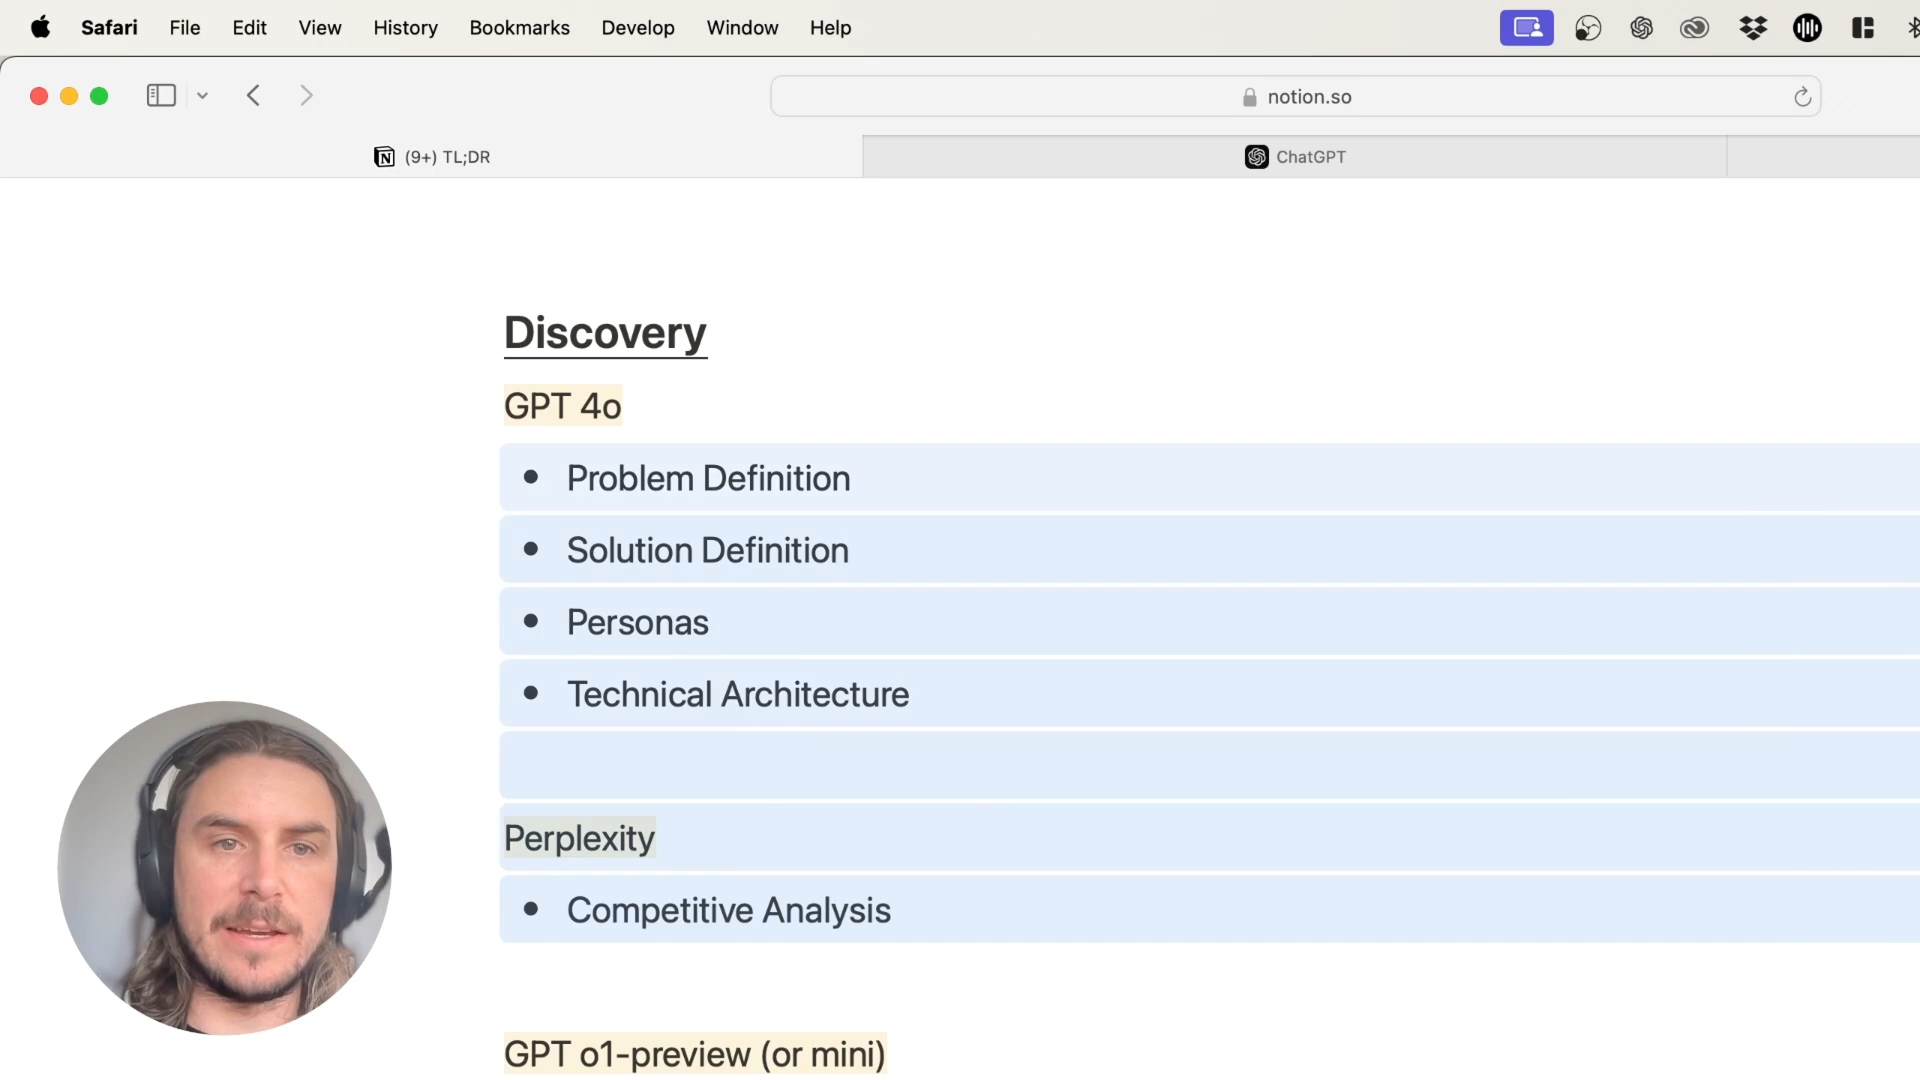 Safari File Edit View History Bookmarks Develop Window Help
notion.so
(9+) TL;DR
ChatGPT
Discovery
GPT 4o
• Problem Definition
• Solution Definition
• Personas
• Technical Architecture
Perplexity
• Competitive Analysis
GPT o1-preview (or mini)